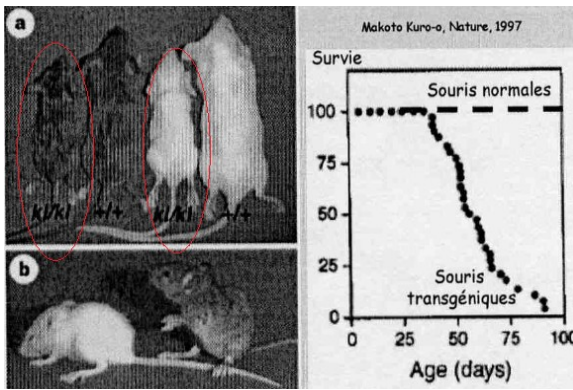 a
kl/kl +/+ kl/kl +/+
b
Makoto Kuro-o, Nature, 1997
Survie
Souris normales
100
75
50
25
0
Souris
transgéniques
0 25 50 75 100
Age (days)